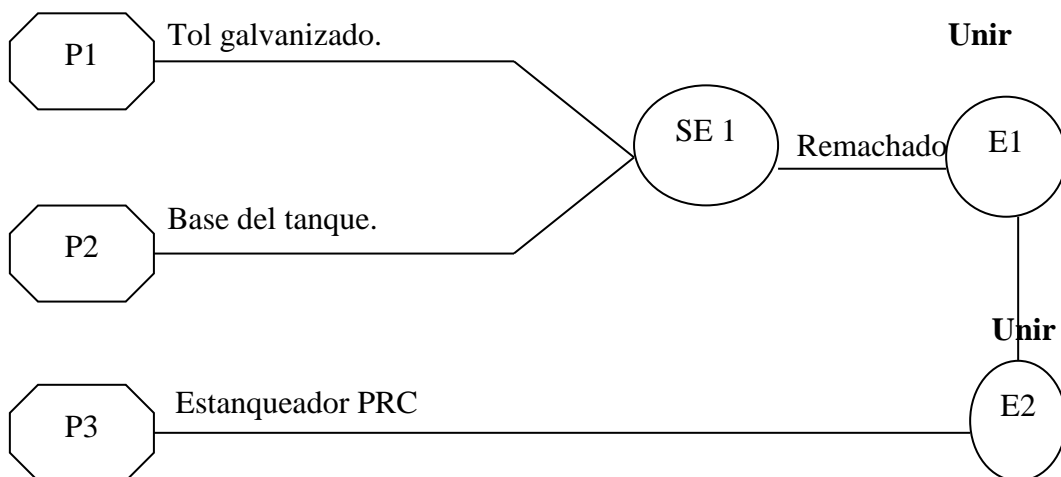 P1
Tol galvanizado.
Unir
SE 1
Remachado
E1
P2
Base del tanque.
Unir
P3
Estanqueador PRC
E2